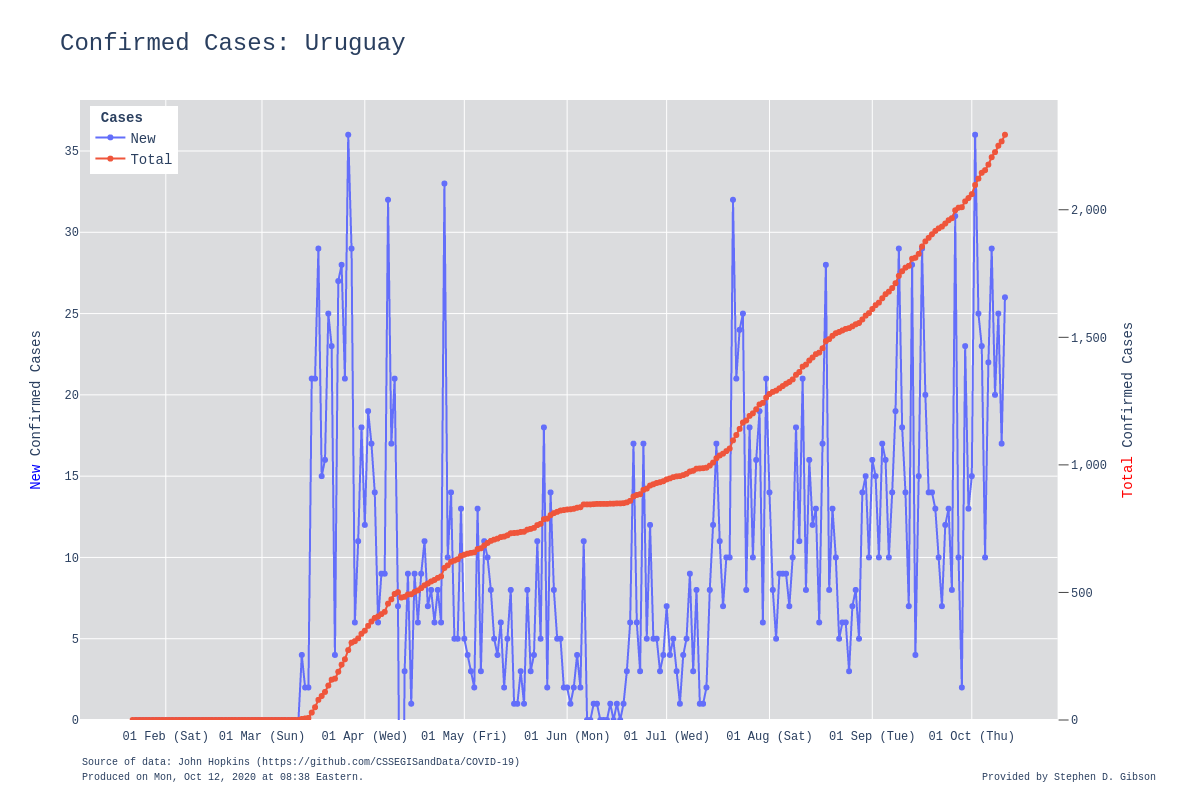 Confirmed Cases: Uruguay
Cases
New
Total
35
30
25
20
15
10
5
0
New Confirmed Cases
2,000
1,500
1,000
500
0
Total Confirmed Cases
01 Feb (Sat) 01 Mar (Sun) 01 Apr (Wed) 01 May (Fri) 01 Jun (Mon) 01 Jul (Wed) 01 Aug (Sat) 01 Sep (Tue) 01 Oct (Thu)
Source of data: John Hopkins (https://github.com/CSSEGISandData/COVID-19)
Produced on Mon, Oct 12, 2020 at 08:38 Eastern.
Provided by Stephen D. Gibson